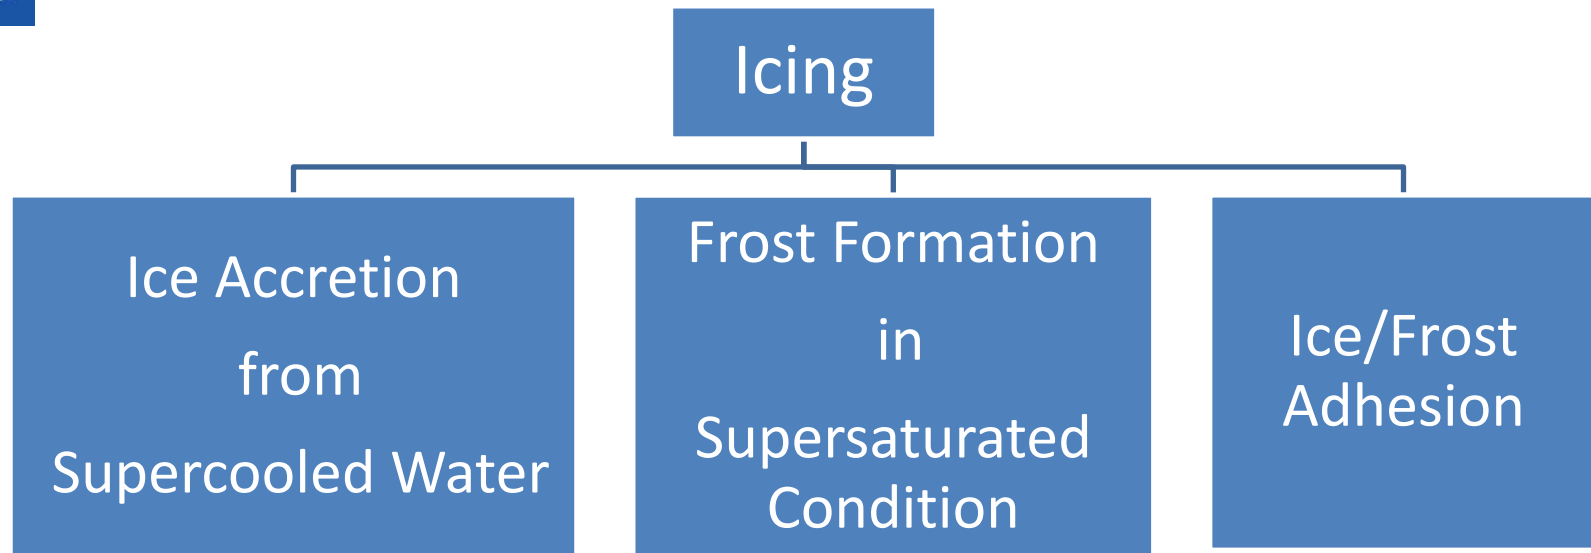 Icing
Ice Accretion
from
Supercooled Water
Frost Formation
in
Supersaturated
Condition
Ice/Frost
Adhesion